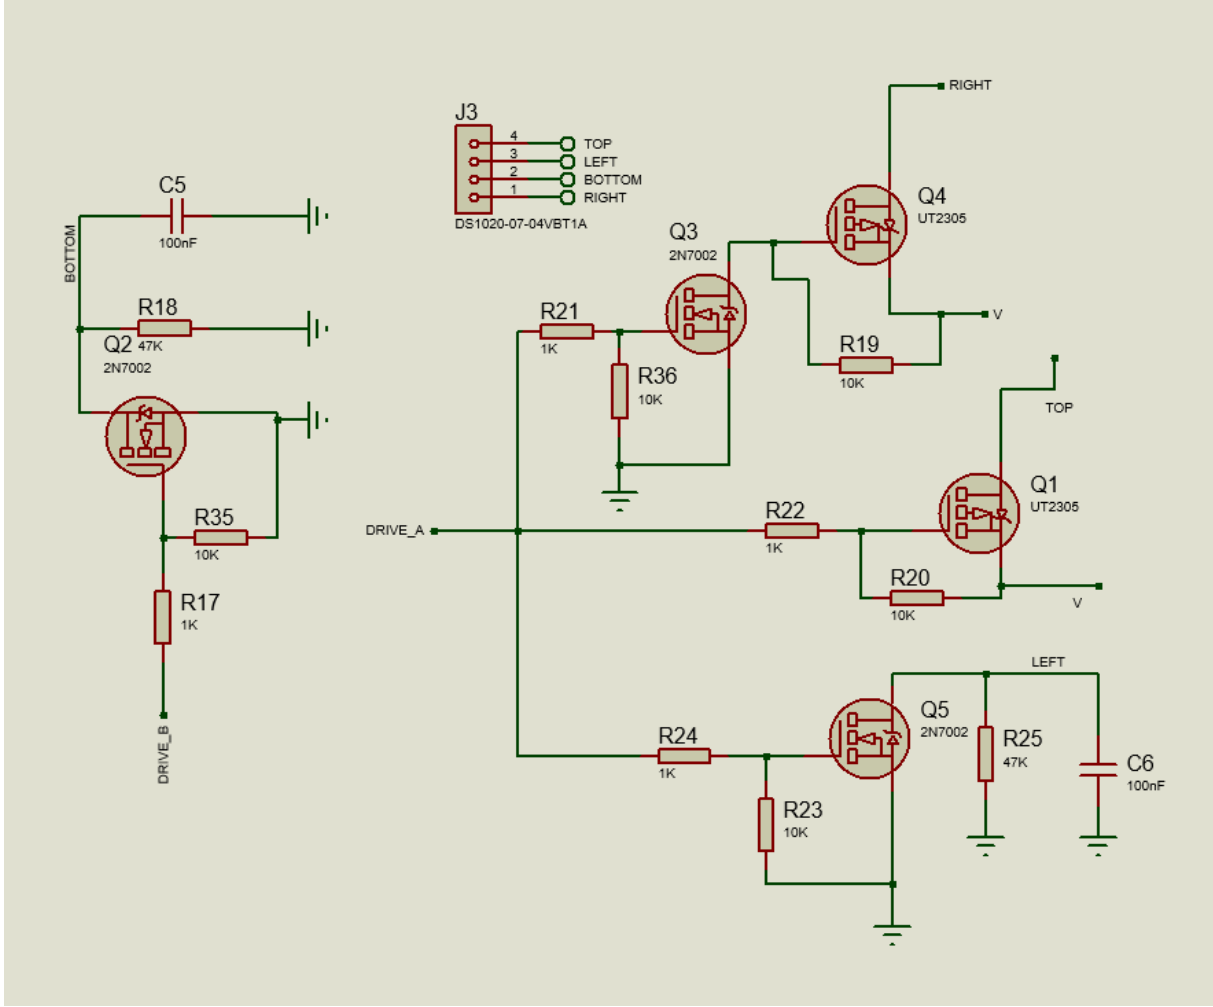 RIGHT
J3
4
TOP
3
LEFT
2
BOTTOM
1
RIGHT
DS1020-07-04VBT1A
C5
100nF
BOTTOM
Q4
UT2305
Q3
2N7002
R18
47K
Q2
2N7002
R21
1K
V
R19
10K
R36
10K
TOP
Q1
UT2305
R35
10K
R22
1K
DRIVE_A
R20
10K
V
R17
1K
DRIVE_B
LEFT
Q5
2N7002
R24
1K
R25
47K
C6
100nF
R23
10K